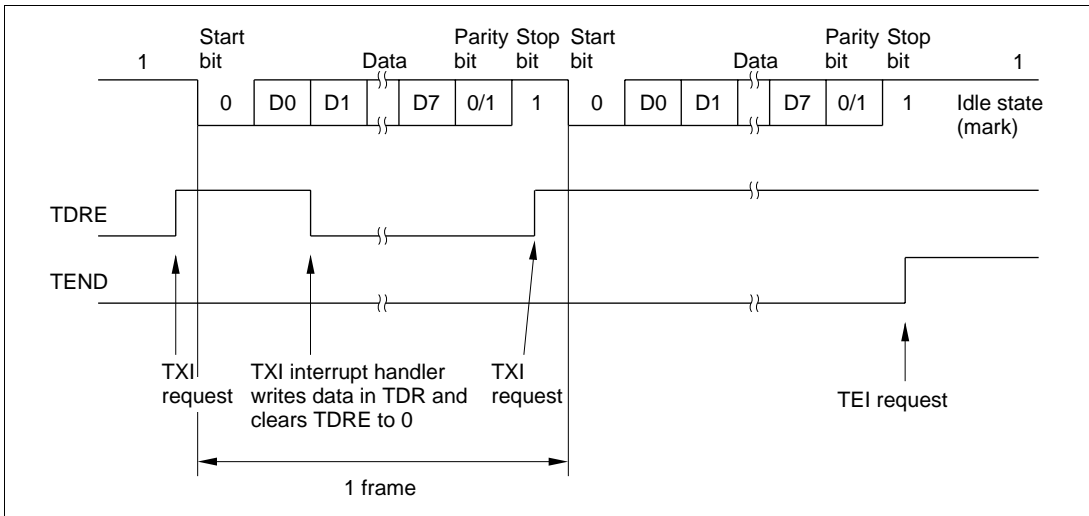 1
Start
bit
Data
Parity
bit
Stop
bit
Start
bit
Data
Parity
bit
Stop
bit
1
0 D0 D1 D7 0/1 1 0 D0 D1 D7 0/1 1
Idle state
(mark)
TDRE
TEND
TXI
request
TXI interrupt handler
writes data in TDR and
clears TDRE to 0
TXI
request
TEI request
1 frame